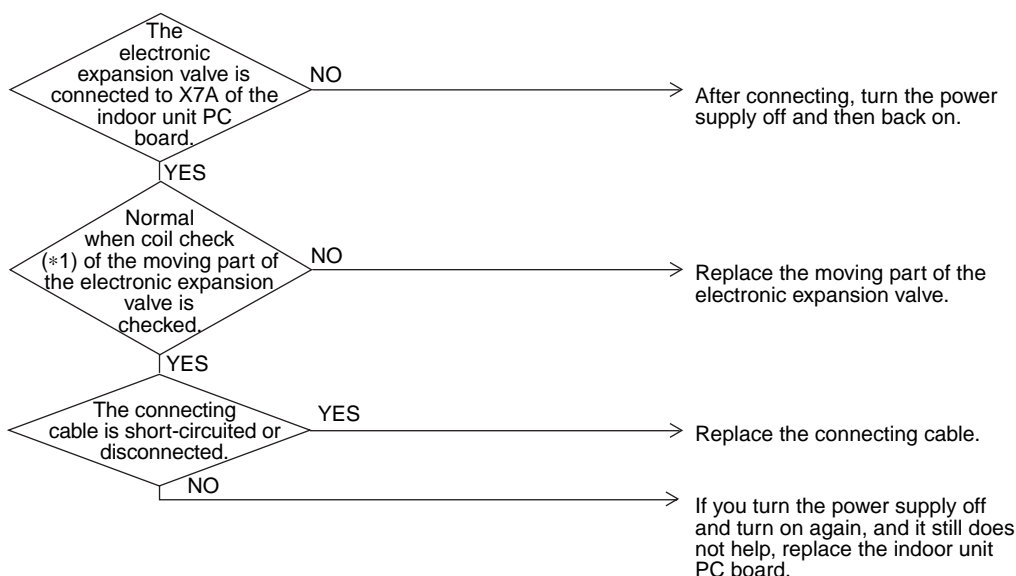 The
electronic
expansion valve is
connected to X7A of the
indoor unit PC
board.
NO
After connecting, turn the power
supply off and then back on.
YES
Normal
when coil check
(∗1) of the moving part of
the electronic expansion
valve is
checked.
NO
Replace the moving part of the
electronic expansion valve.
YES
The connecting
cable is short-circuited or
disconnected.
YES
Replace the connecting cable.
NO
If you turn the power supply off
and turn on again, and it still does
not help, replace the indoor unit
PC board.